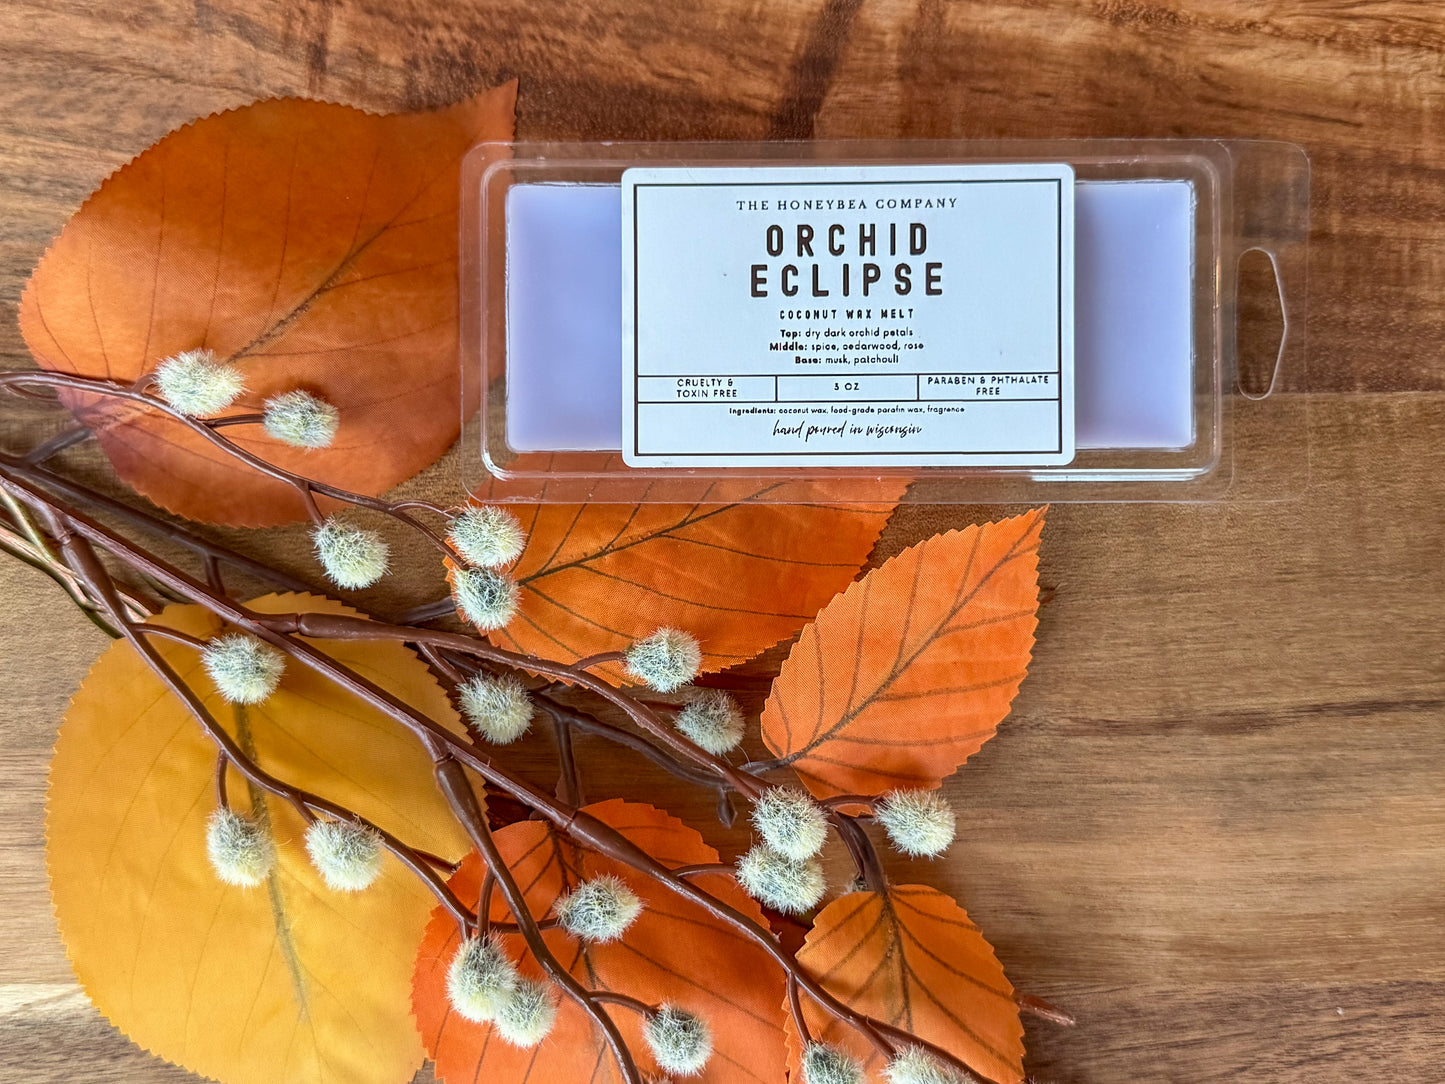 THE HONEYBEA COMPANY
ORCHID
ECLIPSE
COCONUT WAX MELT
Top: dry dark orchid petals
Middle: spice, cedarwood, rose
Base: musk, patchouli
CRUELTY &
TOXIN FREE
3 OZ
PARABEN & PHTHALATE
FREE
Ingredients: coconut wax, food-grade parafin wax, fragrance
hand poured in wisconsin